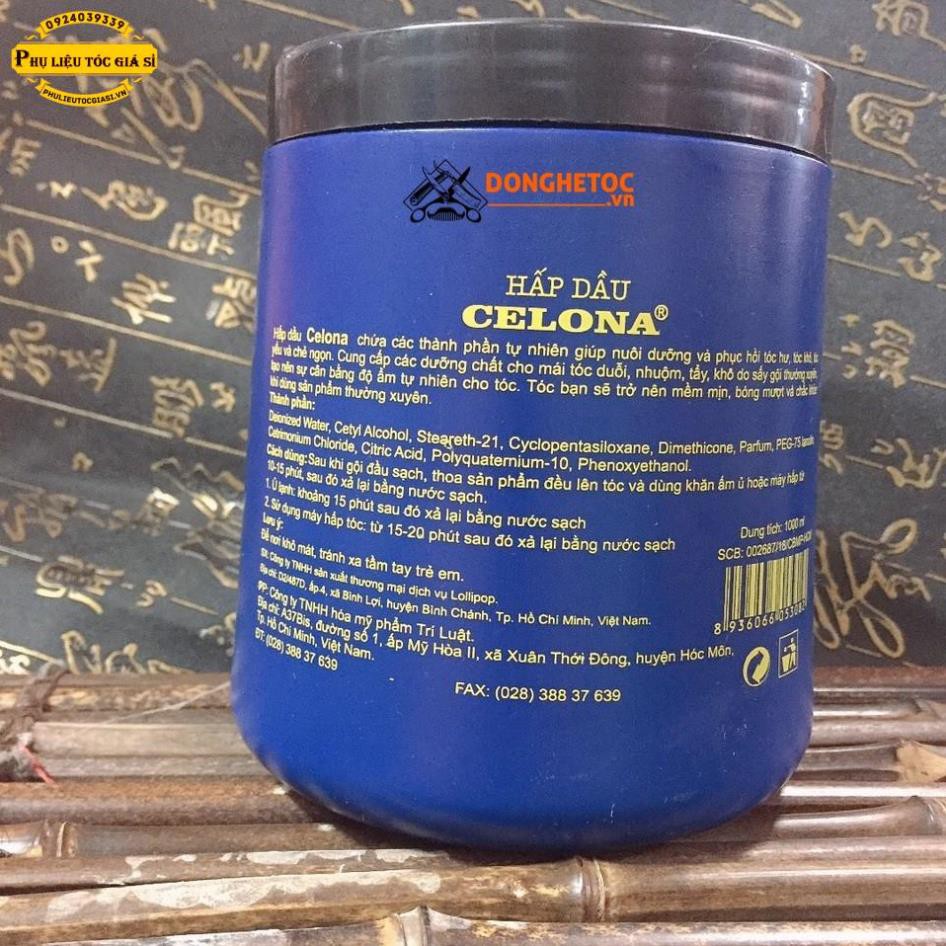 0924039339
PHỤ LIỆU TÓC GIÁ SỈ
PHULIEUTOCGIASI.VN
DONGHETOC
.vn
HẤP DẦU
CELONA®
Hấp dầu Celona chứa các thành phần tự nhiên giúp nuôi dưỡng và phục hồi tóc hư, tóc khô, tóc
yếu và chẻ ngọn. Cung cấp các dưỡng chất cho mái tóc duỗi, nhuộm, tẩy, khô do sấy gội thường xuyên,
tạo nên sự cân bằng độ ẩm tự nhiên cho tóc. Tóc bạn sẽ trở nên mềm mịn, bóng mượt và chắc khỏe
khi dùng sản phẩm thường xuyên.
Thành phần:
Deionized Water, Cetyl Alcohol, Steareth-21, Cyclopentasiloxane, Dimethicone, Parfum, PEG-75 lanolin
Cetrimonium Chloride, Citric Acid, Polyquaternium-10, Phenoxyethanol.
Cách dùng: Sau khi gội đầu sạch, thoa sản phẩm đều lên tóc và dùng khăn ấm ủ hoặc máy hấp từ
10-15 phút, sau đó xả lại bằng nước sạch.
1. Ủ lạnh: khoảng 15 phút sau đó xả lại bằng nước sạch
2. Sử dụng máy hấp tóc: từ 15-20 phút sau đó xả lại bằng nước sạch
Lưu ý:
Để nơi khô mát, tránh xa tầm tay trẻ em.
SX: Công ty TNHH sản xuất thương mại dịch vụ Lollipop.
Địa chỉ: D2/487D, ấp.4, xã Bình Lợi, huyện Bình Chánh, Tp. Hồ Chí Minh, Việt Nam.
PP: Công ty TNHH hóa mỹ phẩm Trí Luật.
Địa chỉ: A37Bis, đường số 1, ấp Mỹ Hòa II, xã Xuân Thới Đông, huyện Hóc Môn,
Tp. Hồ Chí Minh, Việt Nam.
ĐT: (028) 388 37 639
FAX: (028) 388 37 639
Dung tích: 1000 ml
SCB: 002687/16/CBMP-HCM
8 936066 05308